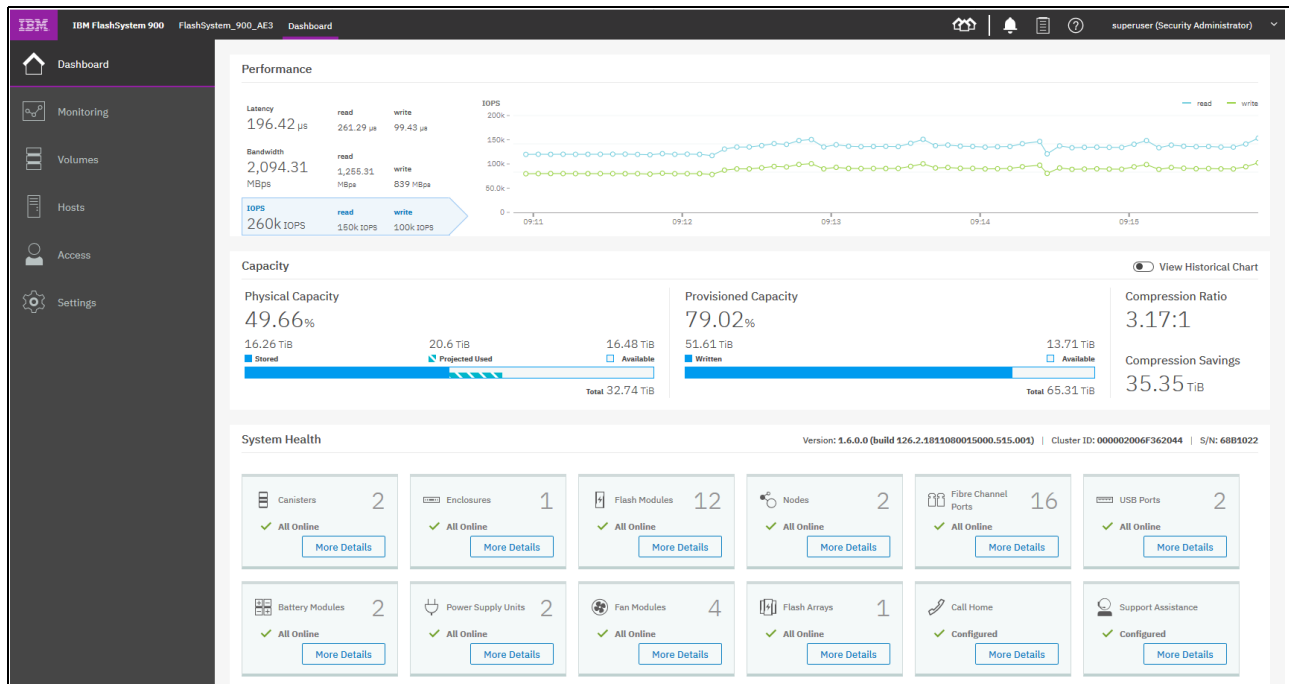 IBM IBM FlashSystem 900 FlashSystem_900_AE3 Dashboard superuser (Security Administrator)
Dashboard
Monitoring
Volumes
Hosts
Access
Settings
Performance
Latency read write
196.42 μs 261.29 μs 99.43 μs
Bandwidth read
2,094.31 1,255.31 write
MBps MBps 839 MBps
IOPS read write
260k IOPS 150k IOPS 100k IOPS
IOPS read write
200k
150k
100k
50.0k
0
09:11 09:12 09:13 09:14 09:15
Capacity View Historical Chart
Physical Capacity
49.66%
16.26 TiB 20.6 TiB 16.48 TiB
Stored Projected Used Available
Total 32.74 TiB
Provisioned Capacity
79.02%
51.61 TiB 13.71 TiB
Written Available
Total 65.31 TiB
Compression Ratio
3.17:1
Compression Savings
35.35 TiB
System Health Version: 1.6.0.0 (build 126.2.1811080015000.515.001) | Cluster ID: 000002006F362044 | S/N: 68B1022
Canisters 2
All Online
More Details
Enclosures 1
All Online
More Details
Flash Modules 12
All Online
More Details
Nodes 2
All Online
More Details
Fibre Channel
Ports 16
All Online
More Details
USB Ports 2
All Online
More Details
Battery Modules 2
All Online
More Details
Power Supply Units 2
All Online
More Details
Fan Modules 4
All Online
More Details
Flash Arrays 1
All Online
More Details
Call Home
Configured
More Details
Support Assistance
Configured
More Details